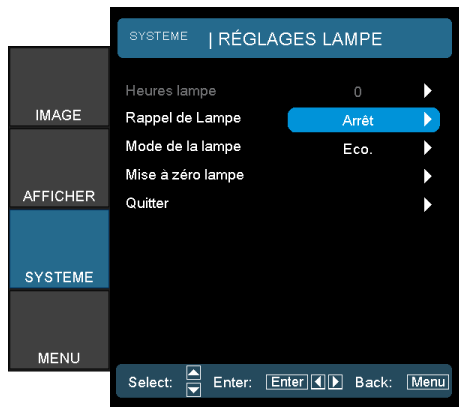 SYSTEME | RÉGLAGES LAMPE
Heures lampe 0
Rappel de Lampe Arrêt
Mode de la lampe Eco.
Mise à zéro lampe
Quitter
IMAGE
AFFICHER
SYSTEME
MENU
Select: Enter: Enter Back: Menu